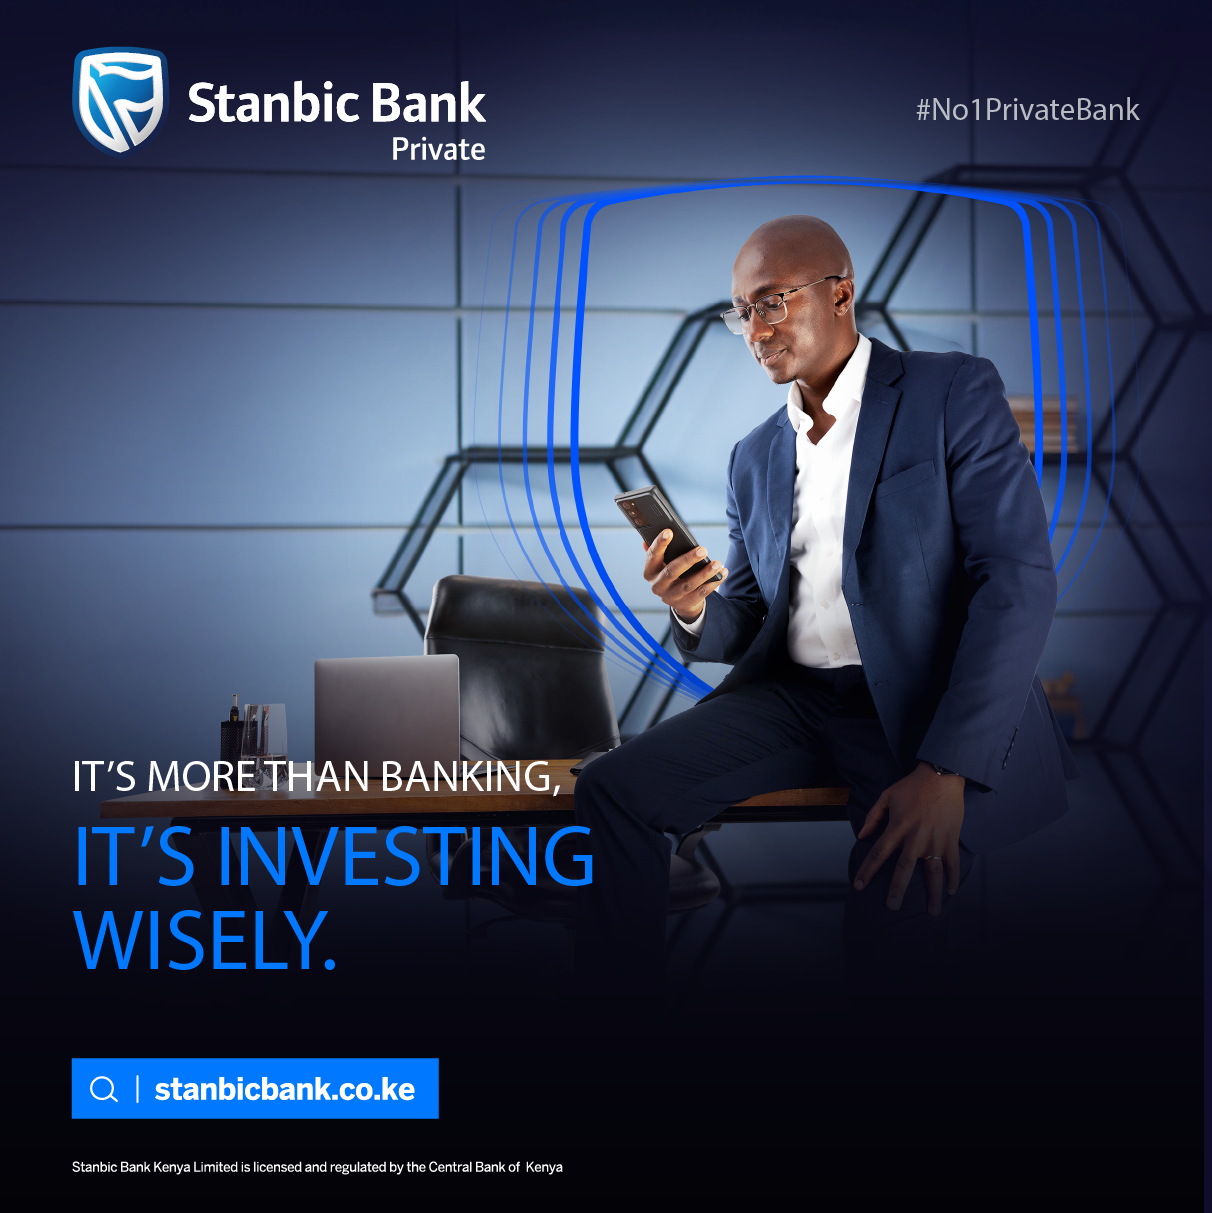 Stanbic Bank
Private
#No1PrivateBank
IT'S MORE THAN BANKING,
IT'S INVESTING
WISELY.
stanbicbank.co.ke
Stanbic Bank Kenya Limited is licensed and regulated by the Central Bank of Kenya